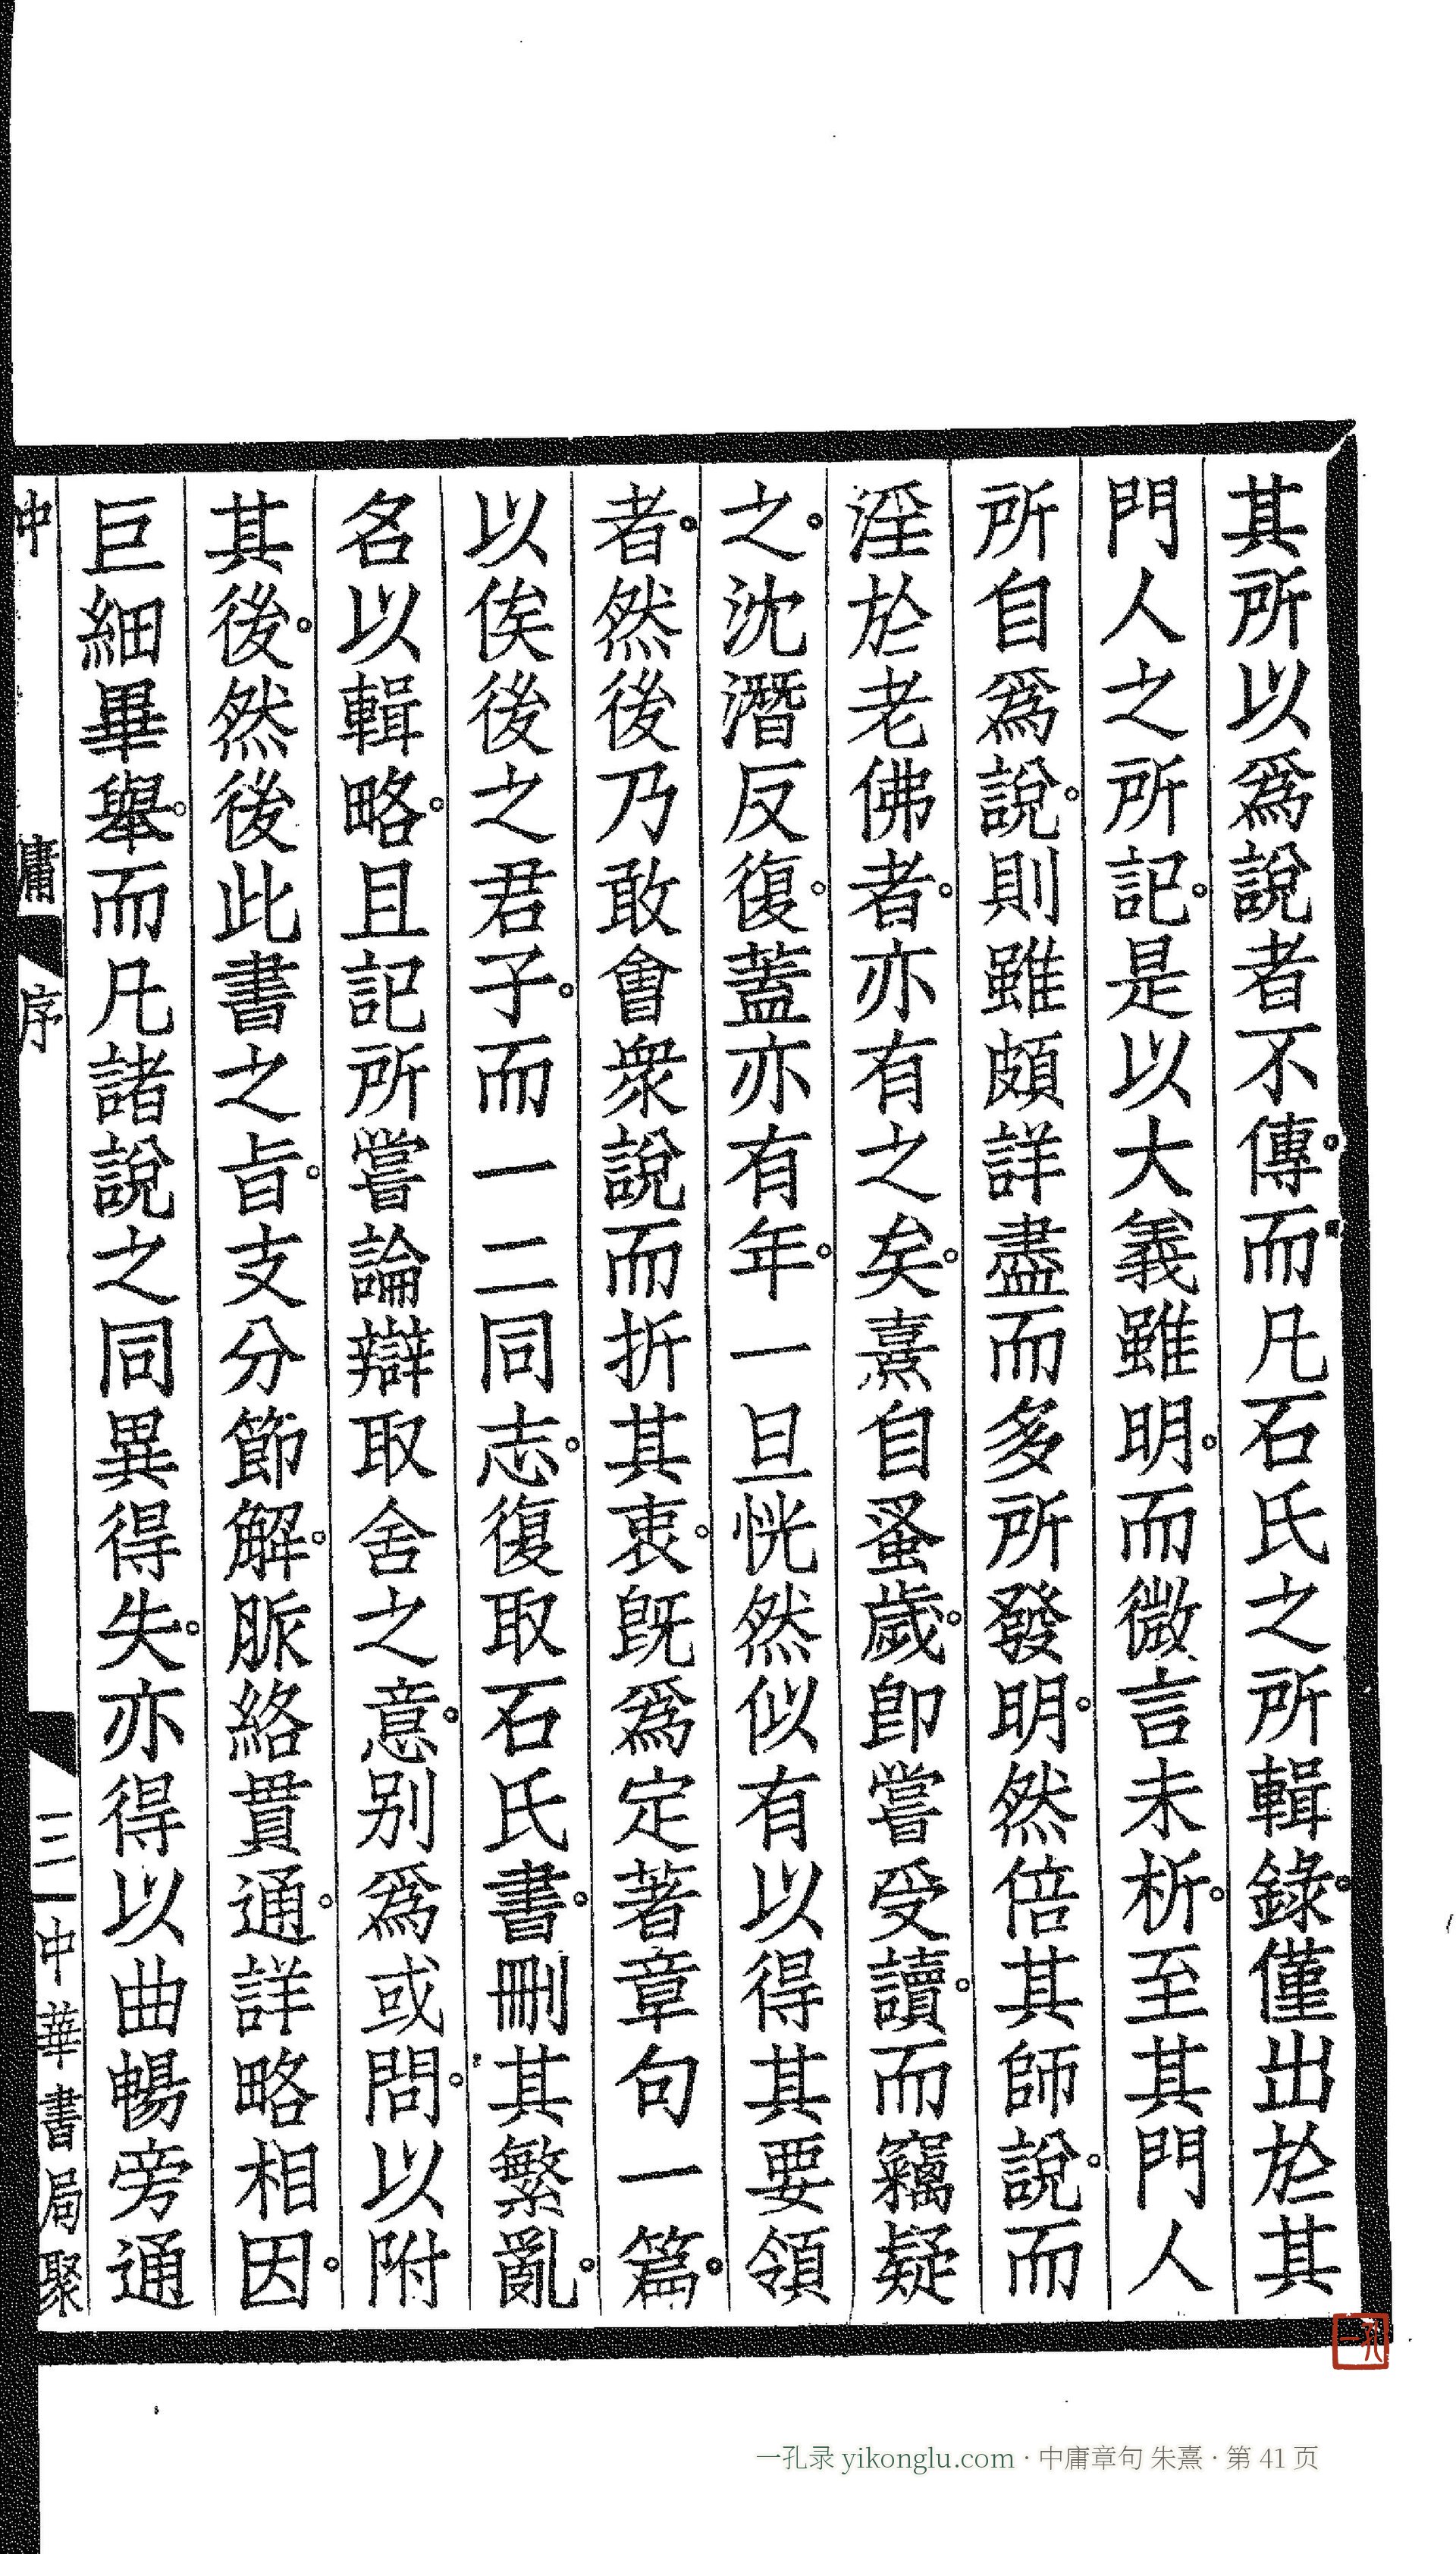 其所以爲說者不傳。而凡石氏之所輯錄。僅出於其
門人之所記。是以大義雖明。而微言未析。至其門人
所自爲說。則雖頗詳盡而多所發明。然倍其師說。而
淫於老佛者。亦有之矣。熹自蚤歲。卽嘗受讀。而竊疑
之。沈潛反復。蓋亦有年。一旦恍然似有以得其要領
者。然後乃敢會衆說而折其衷。旣爲定著章句一篇。
以俟後之君子。而一二同志。復取石氏書。刪其繁亂。
名以輯略。且記所嘗論辯取舍之意。別爲或問。以附
其後。然後此書之旨。支分節解。脈絡貫通。詳略相因。
巨細畢舉。而凡諸說之同異得失。亦得以曲暢旁通
中庸 序 三 中華書局聚
一孔
一孔录 yikonglu.com · 中庸章句 朱熹 · 第 41 页